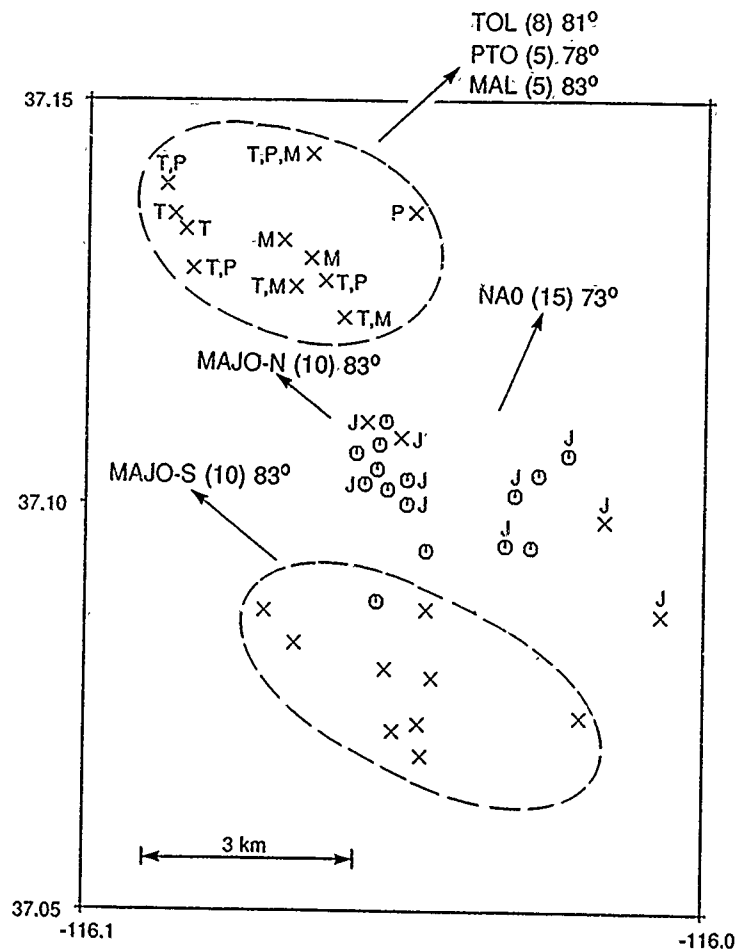 TOL (8) 81°
PTO (5) 78°
MAL (5) 83°
37.15
T,P,M
T,P
T
T
P
M
M
T,P
T,M
T,P
T,M
NAO (15) 73°
MAJO-N (10) 83°
J
J
J
J
J
J
J
J
MAJO-S (10) 83°
37.10
J
J
J
3 km
37.05
-116.1
-116.0